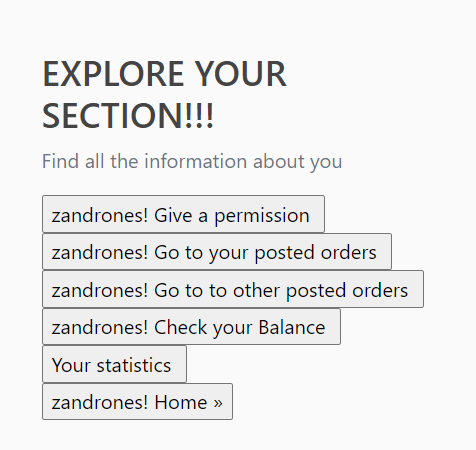 EXPLORE YOUR
SECTION!!!
Find all the information about you
zandrones! Give a permission
zandrones! Go to your posted orders
zandrones! Go to to other posted orders
zandrones! Check your Balance
Your statistics
zandrones! Home »